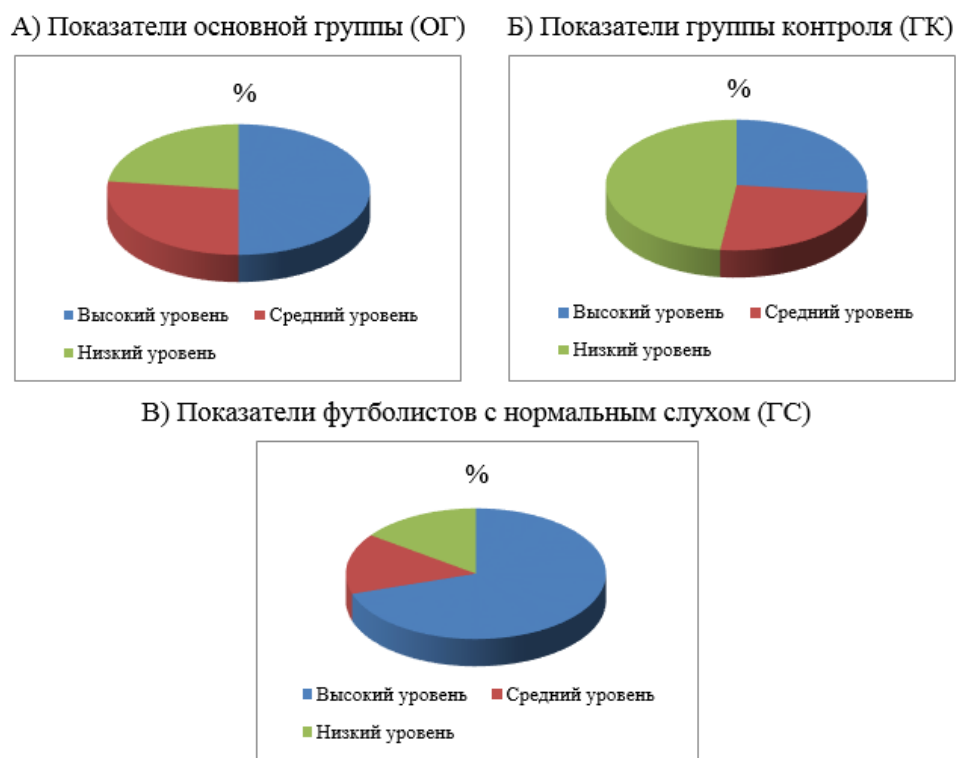 А) Показатели основной группы (ОГ)
%
Высокий уровень
Средний уровень
Низкий уровень
Б) Показатели группы контроля (ГК)
%
Высокий уровень
Средний уровень
Низкий уровень
В) Показатели футболистов с нормальным слухом (ГС)
%
Высокий уровень
Средний уровень
Низкий уровень